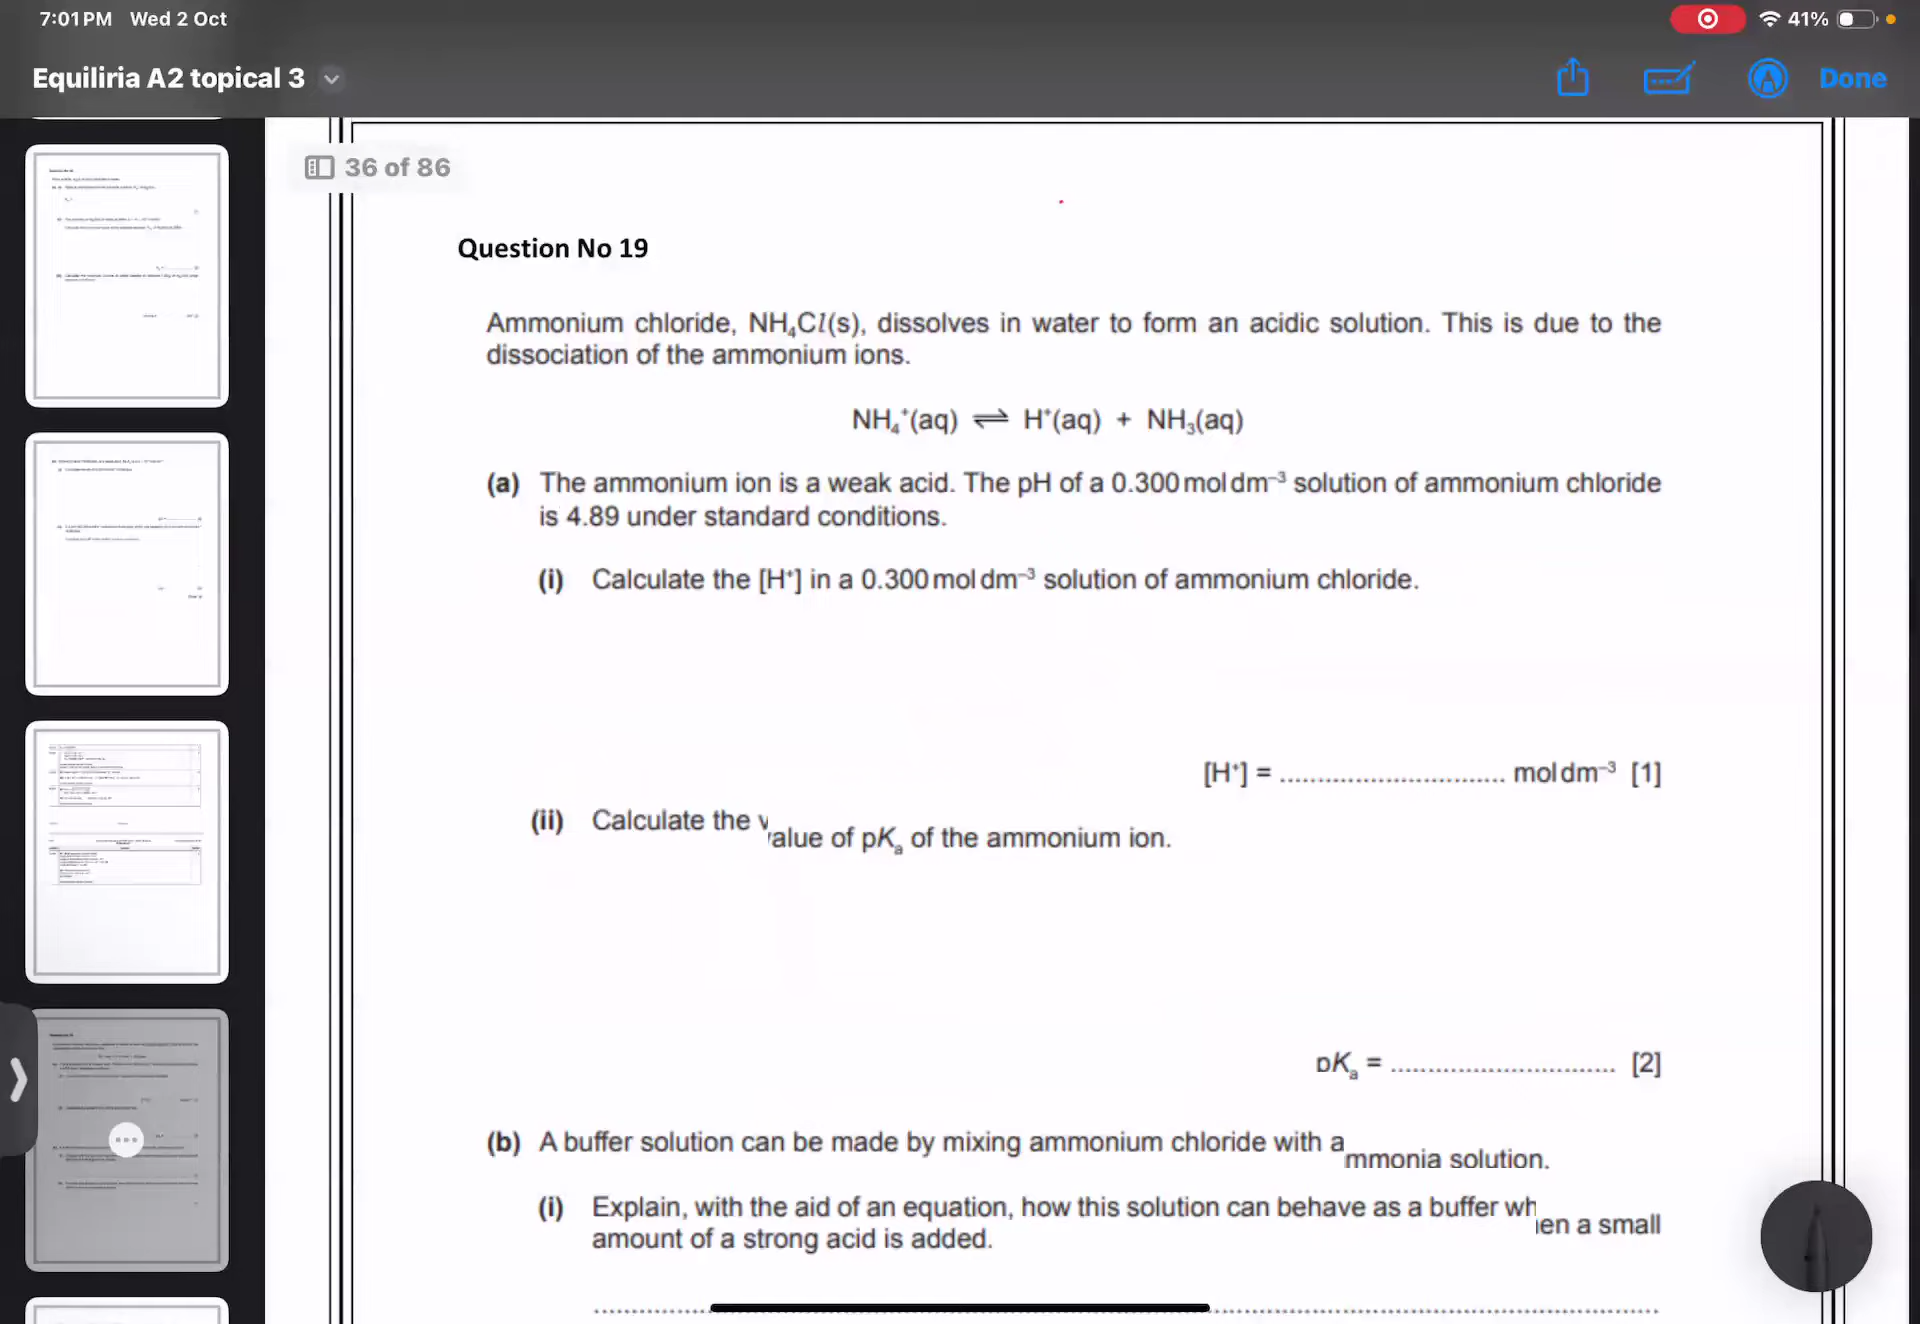 7:01 PM Wed 2 Oct
41%
Equiliria A2 topical 3
Done
36 of 86
Question No 19
Ammonium chloride, NH₄Cl(s), dissolves in water to form an acidic solution. This is due to the
dissociation of the ammonium ions.
NH₄⁺(aq) ⇌ H⁺(aq) + NH₃(aq)
(a) The ammonium ion is a weak acid. The pH of a 0.300 mol dm⁻³ solution of ammonium chloride
is 4.89 under standard conditions.
(i) Calculate the [H⁺] in a 0.300 mol dm⁻³ solution of ammonium chloride.
[H⁺] = .............................. mol dm⁻³ [1]
(ii) Calculate the value of pKₐ of the ammonium ion.
pKₐ = .............................. [2]
(b) A buffer solution can be made by mixing ammonium chloride with ammonia solution.
(i) Explain, with the aid of an equation, how this solution can behave as a buffer when a small
amount of a strong acid is added.